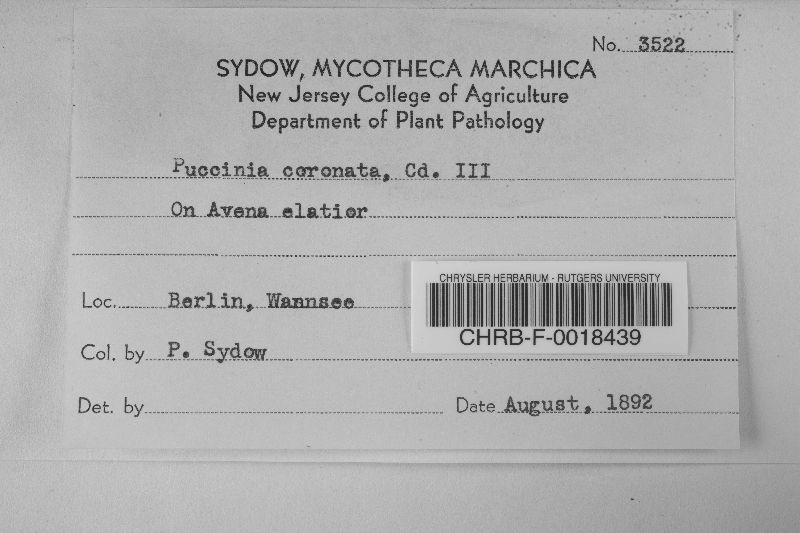 No. 3522
SYDOW, MYCOTHECA MARCHICA
New Jersey College of Agriculture
Department of Plant Pathology
Puccinia coronata, Cd. III
On Avena elatior
CHRYSLER HERBARIUM - RUTGERS UNIVERSITY
Loc. Berlin, Wannsee
CHRB-F-0018439
Col. by P. Sydow
Det. by
Date August, 1892